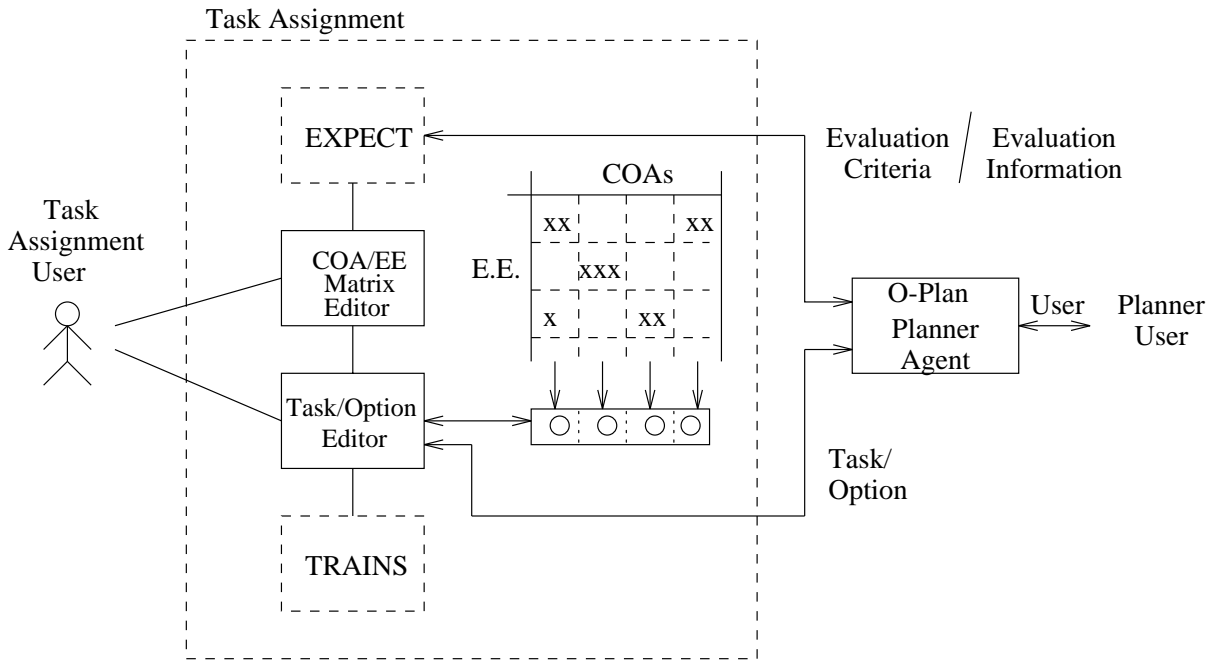 Task Assignment
EXPECT
Evaluation
Criteria
/
Evaluation
Information
COAs
Task
Assignment
User
xx
xx
COA/EE
Matrix
Editor
E.E.
xxx
x
xx
O-Plan
Planner
Agent
User
Planner
User
Task/Option
Editor
Task/
Option
TRAINS